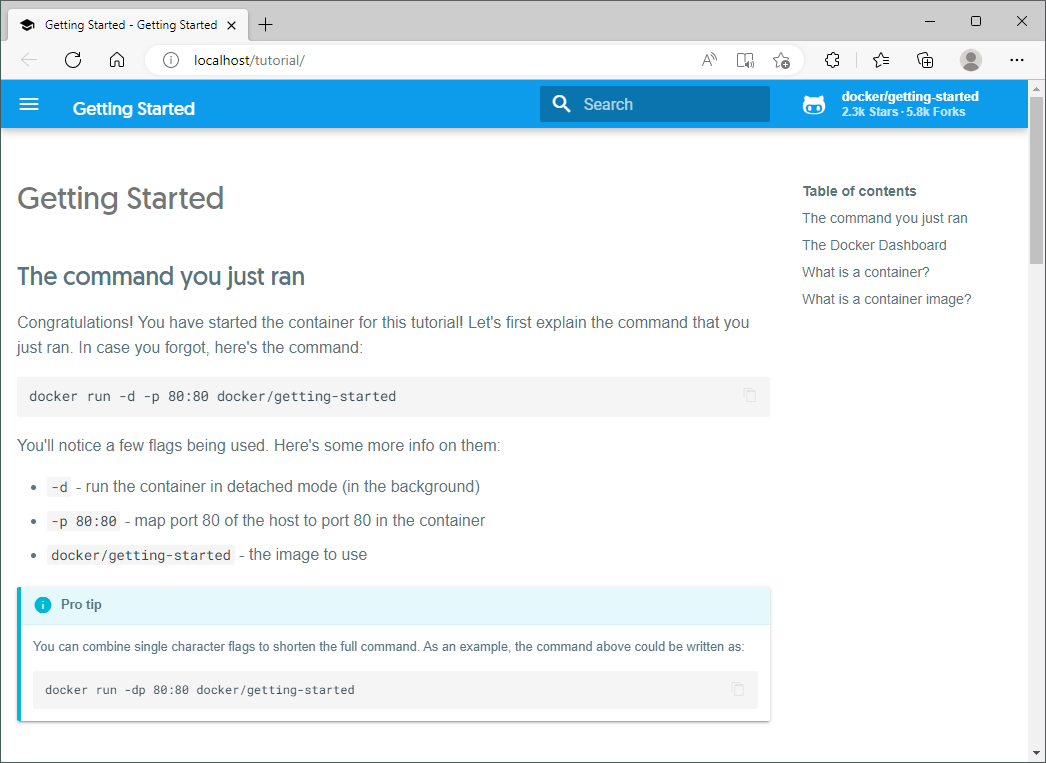 Getting Started - Getting Started
localhost/tutorial/
Getting Started
Search
docker/getting-started
2.3k Stars · 5.8k Forks
Getting Started
The command you just ran
Congratulations! You have started the container for this tutorial! Let's first explain the command that you
just ran. In case you forgot, here's the command:
docker run -d -p 80:80 docker/getting-started
You'll notice a few flags being used. Here's some more info on them:
• -d - run the container in detached mode (in the background)
• -p 80:80 - map port 80 of the host to port 80 in the container
• docker/getting-started - the image to use
Pro tip
You can combine single character flags to shorten the full command. As an example, the command above could be written as:
docker run -dp 80:80 docker/getting-started
Table of contents
The command you just ran
The Docker Dashboard
What is a container?
What is a container image?